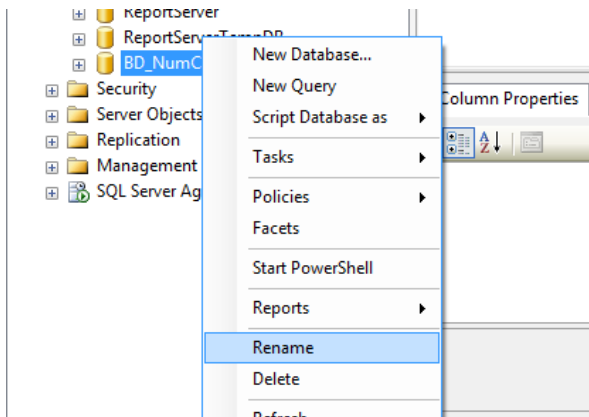 ReportServer
ReportServerTempDB
BD_NumC
Security
Server Objects
Replication
Management
SQL Server Ag
New Database...
New Query
Script Database as
Tasks
Policies
Facets
Start PowerShell
Reports
Rename
Delete
Refresh
Column Properties